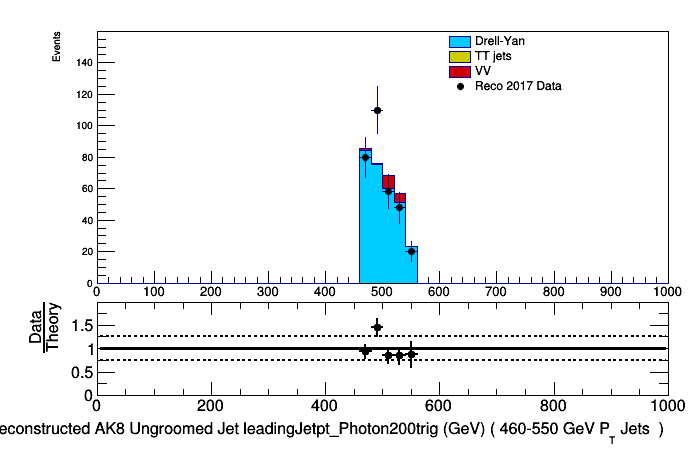 Events
140
120
100
80
60
40
20
0
Drell-Yan
TT jets
VV
Reco 2017 Data
0 100 200 300 400 500 600 700 800 900 1000
Data
Theory
1.5
1
0.5
0
0 200 400 600 800 1000
econstructed AK8 Ungroomed Jet leadingJetpt_Photon200trig (GeV) ( 460-550 GeV P_T Jets )